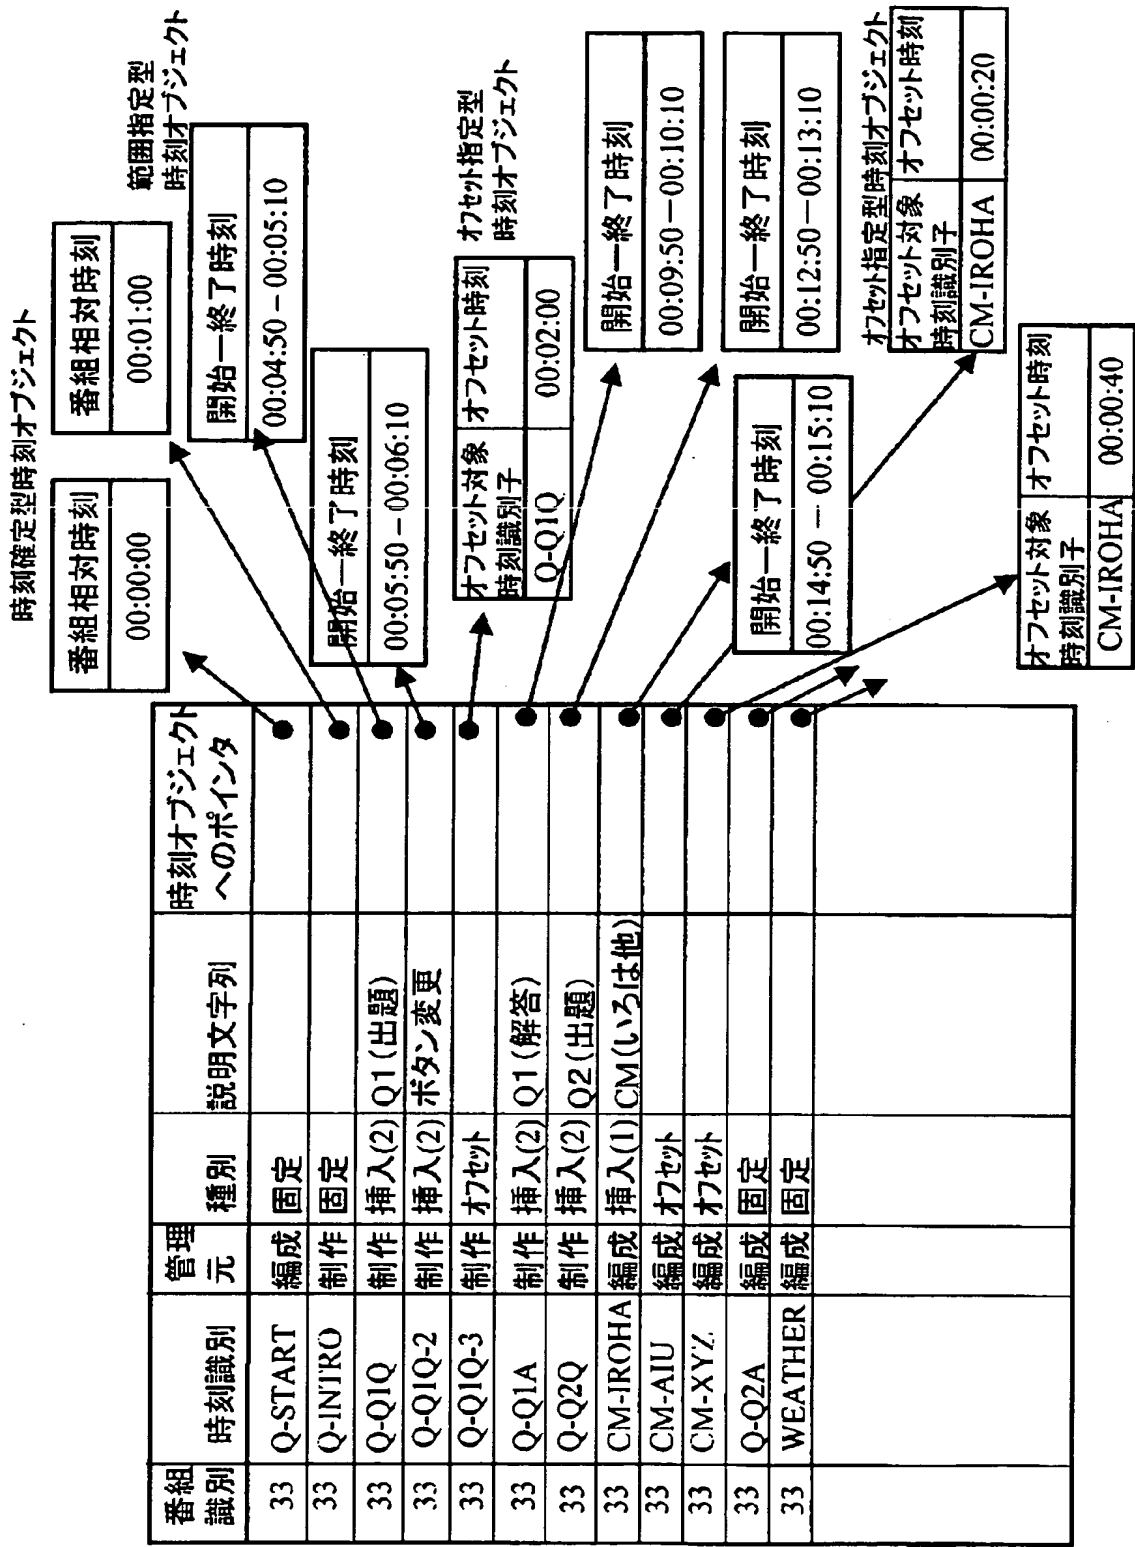 時刻確定型時刻オブジェクト
番組相対時刻
00:00:00
番組相対時刻
00:01:00
範囲指定型
時刻オブジェクト
開始ー終了時刻
00:04:50－00:05:10
開始ー終了時刻
00:05:50－00:06:10
オフセット指定型
時刻オブジェクト
オフセット対象 オフセット時刻
時刻識別子
Q-Q1Q 00:02:00
開始ー終了時刻
00:09:50－00:10:10
開始ー終了時刻
00:12:50－00:13:10
開始ー終了時刻
00:14:50 － 00:15:10
オフセット指定型時刻オブジェクト
オフセット対象 オフセット時刻
時刻識別子
CM-IROHA 00:00:20
オフセット対象 オフセット時刻
時刻識別子
CM-IROHA 00:00:40
番組 時刻識別 管理 種別 説明文字列 時刻オブジェクト
識別 元 へのポインタ
33 Q-START 編成 固定
33 Q-INTRO 制作 固定
33 Q-Q1Q 制作 挿入(2) Q1(出題)
33 Q-Q1Q-2 制作 挿入(2) ボタン変更
33 Q-Q1Q-3 制作 オフセット
33 Q-Q1A 制作 挿入(2) Q1(解答)
33 Q-Q2Q 制作 挿入(2) Q2(出題)
33 CM-IROHA 編成 挿入(1) CM(いろは他)
33 CM-AIU 編成 オフセット
33 CM-XYZ 編成 オフセット
33 Q-Q2A 編成 固定
33 WEATHER 編成 固定